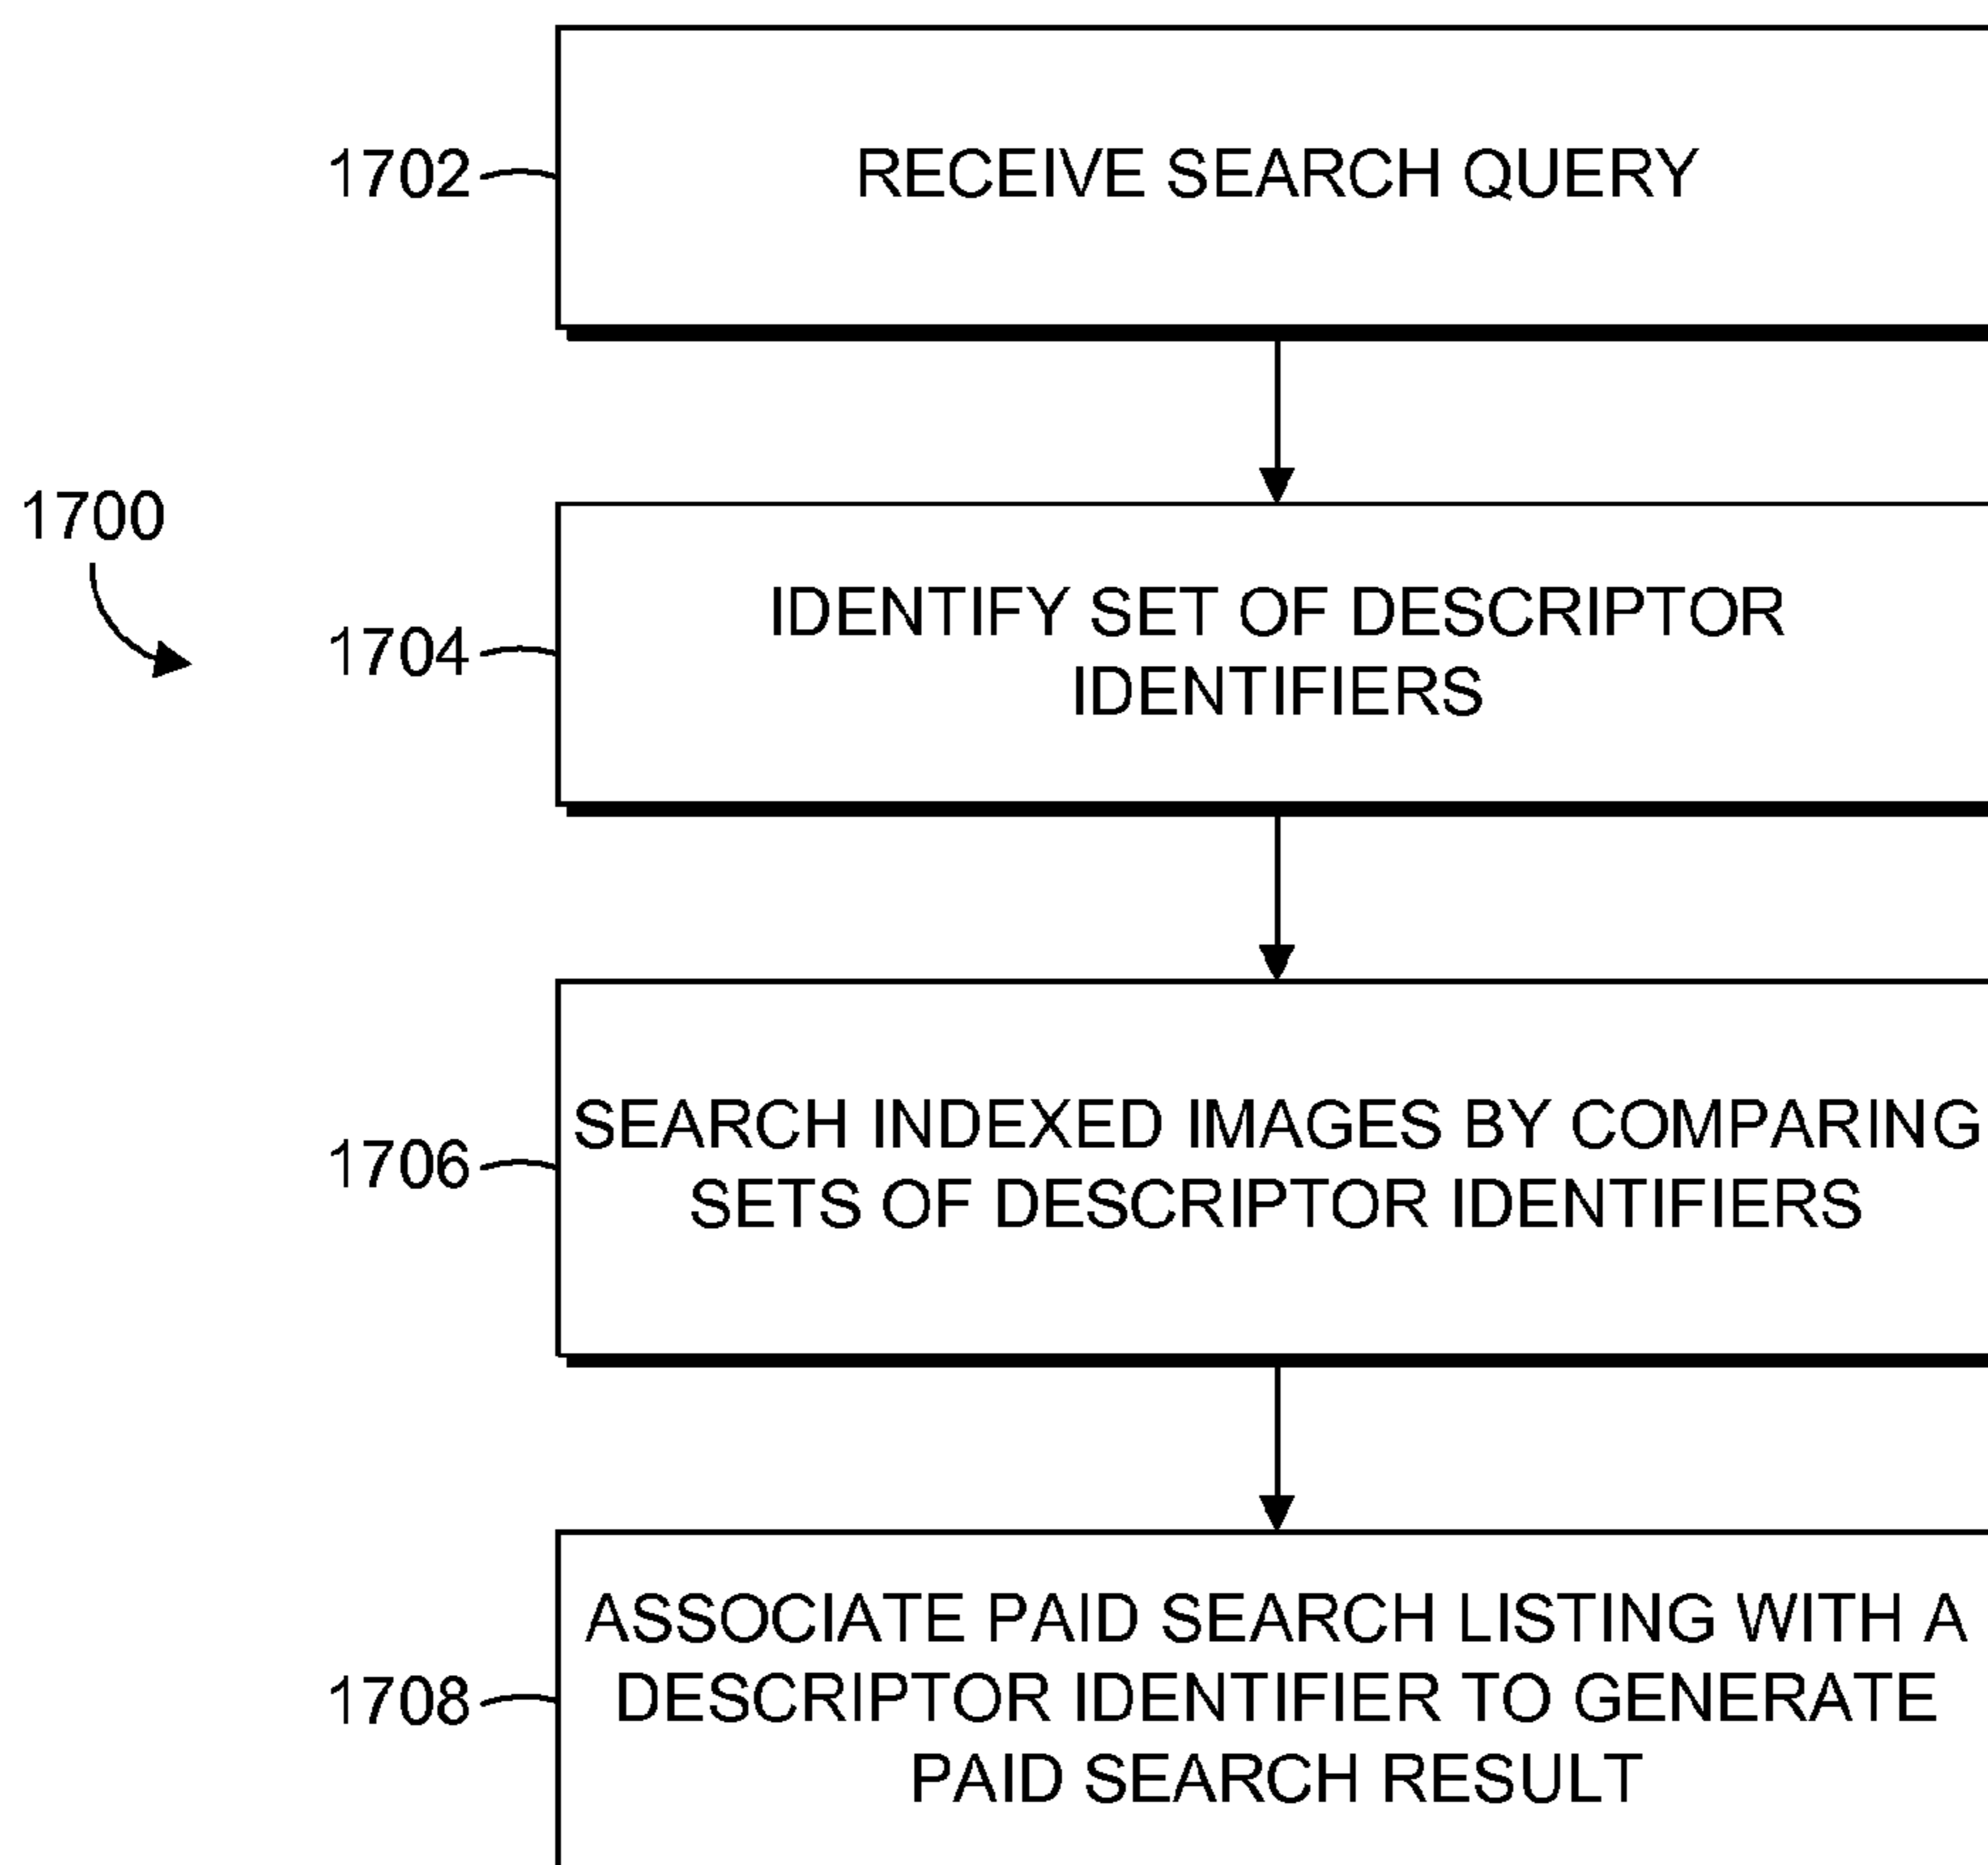 1702
RECEIVE SEARCH QUERY
1700
1704
IDENTIFY SET OF DESCRIPTOR
IDENTIFIERS
1706
SEARCH INDEXED IMAGES BY COMPARING
SETS OF DESCRIPTOR IDENTIFIERS
1708
ASSOCIATE PAID SEARCH LISTING WITH A
DESCRIPTOR IDENTIFIER TO GENERATE
PAID SEARCH RESULT